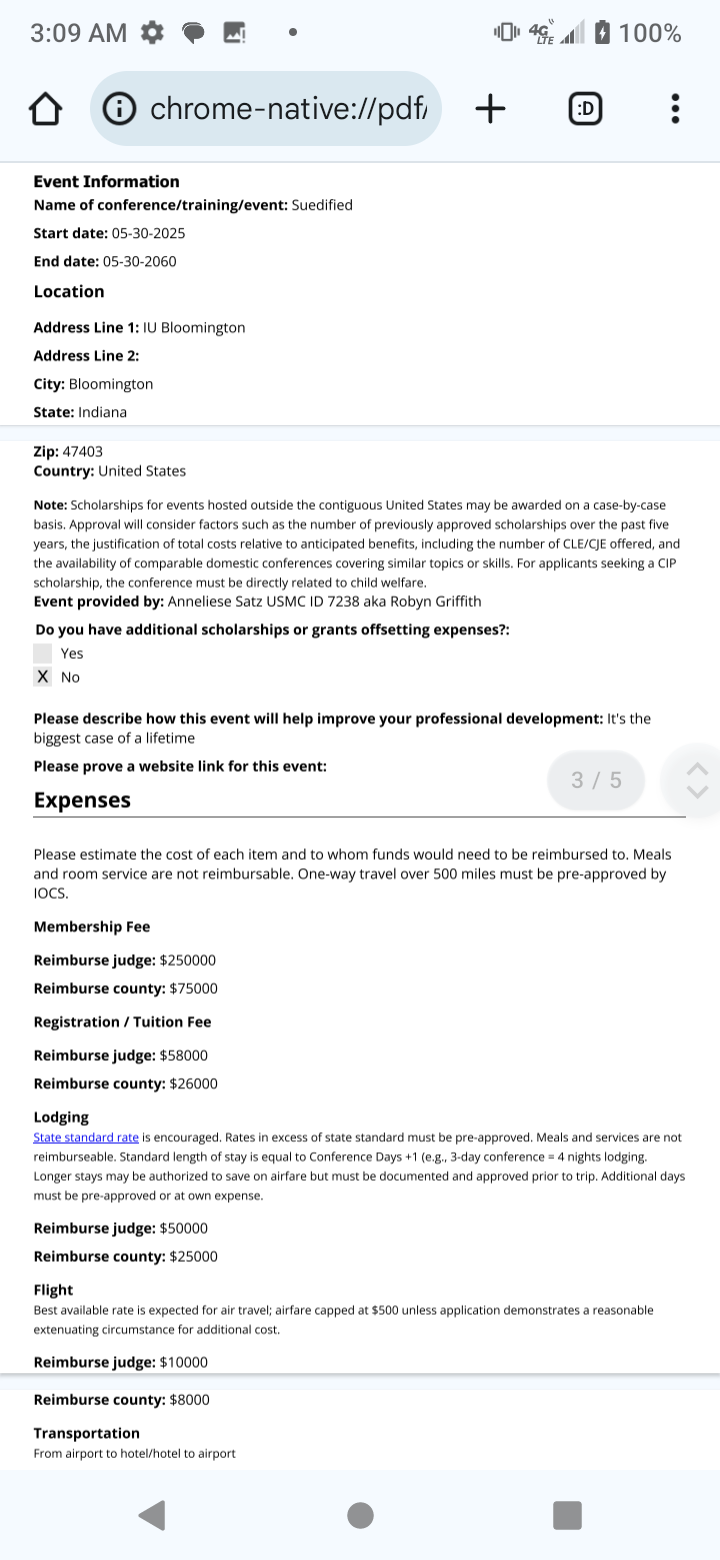 3:09 AM 4G LTE 100%
chrome-native://pdf/ :D
Event Information
Name of conference/training/event: Suedified
Start date: 05-30-2025
End date: 05-30-2060
Location
Address Line 1: IU Bloomington
Address Line 2:
City: Bloomington
State: Indiana
Zip: 47403
Country: United States
Note: Scholarships for events hosted outside the contiguous United States may be awarded on a case-by-case
basis. Approval will consider factors such as the number of previously approved scholarships over the past five
years, the justification of total costs relative to anticipated benefits, including the number of CLE/CJE offered, and
the availability of comparable domestic conferences covering similar topics or skills. For applicants seeking a CIP
scholarship, the conference must be directly related to child welfare.
Event provided by: Anneliese Satz USMC ID 7238 aka Robyn Griffith
Do you have additional scholarships or grants offsetting expenses?:
Yes
X No
Please describe how this event will help improve your professional development: It's the
biggest case of a lifetime
Please prove a website link for this event:
3 / 5
Expenses
Please estimate the cost of each item and to whom funds would need to be reimbursed to. Meals
and room service are not reimbursable. One-way travel over 500 miles must be pre-approved by
IOCS.
Membership Fee
Reimburse judge: $250000
Reimburse county: $75000
Registration / Tuition Fee
Reimburse judge: $58000
Reimburse county: $26000
Lodging
State standard rate is encouraged. Rates in excess of state standard must be pre-approved. Meals and services are not
reimburseable. Standard length of stay is equal to Conference Days +1 (e.g., 3-day conference = 4 nights lodging.
Longer stays may be authorized to save on airfare but must be documented and approved prior to trip. Additional days
must be pre-approved or at own expense.
Reimburse judge: $50000
Reimburse county: $25000
Flight
Best available rate is expected for air travel; airfare capped at $500 unless application demonstrates a reasonable
extenuating circumstance for additional cost.
Reimburse judge: $10000
Reimburse county: $8000
Transportation
From airport to hotel/hotel to airport